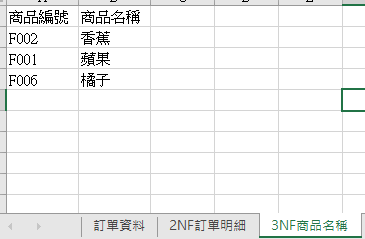 商品編號 商品名稱
F002 香蕉
F001 蘋果
F006 橘子
訂單資料 2NF訂單明細 3NF商品名稱